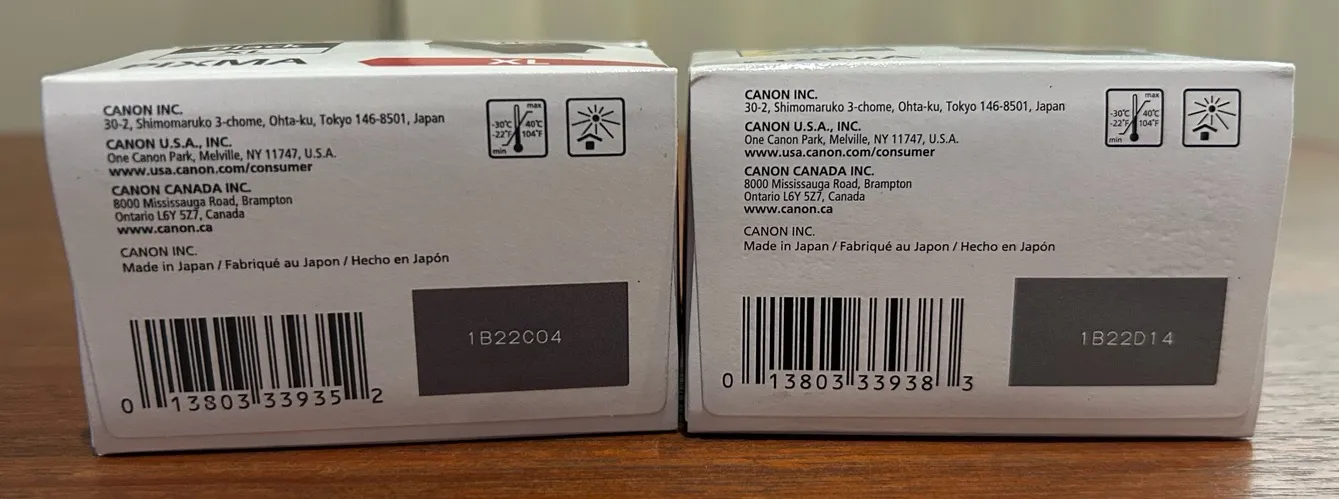 PIXMA
XL
CANON INC.
30-2, Shimomaruko 3-chome, Ohta-ku, Tokyo 146-8501, Japan
CANON U.S.A., INC.
One Canon Park, Melville, NY 11747, U.S.A.
www.usa.canon.com/consumer
CANON CANADA INC.
8000 Mississauga Road, Brampton
Ontario L6Y 5Z7, Canada
www.canon.ca
CANON INC.
Made in Japan / Fabriqué au Japon / Hecho en Japón
max
-30°C 40°C
-22°F 104°F
min
1B22C04
0 13803 33935 2
CANON INC.
30-2, Shimomaruko 3-chome, Ohta-ku, Tokyo 146-8501, Japan
CANON U.S.A., INC.
One Canon Park, Melville, NY 11747, U.S.A.
www.usa.canon.com/consumer
CANON CANADA INC.
8000 Mississauga Road, Brampton
Ontario L6Y 5Z7, Canada
www.canon.ca
CANON INC.
Made in Japan / Fabriqué au Japon / Hecho en Japón
max
-30°C 40°C
-22°F 104°F
min
1B22D14
0 13803 33938 3